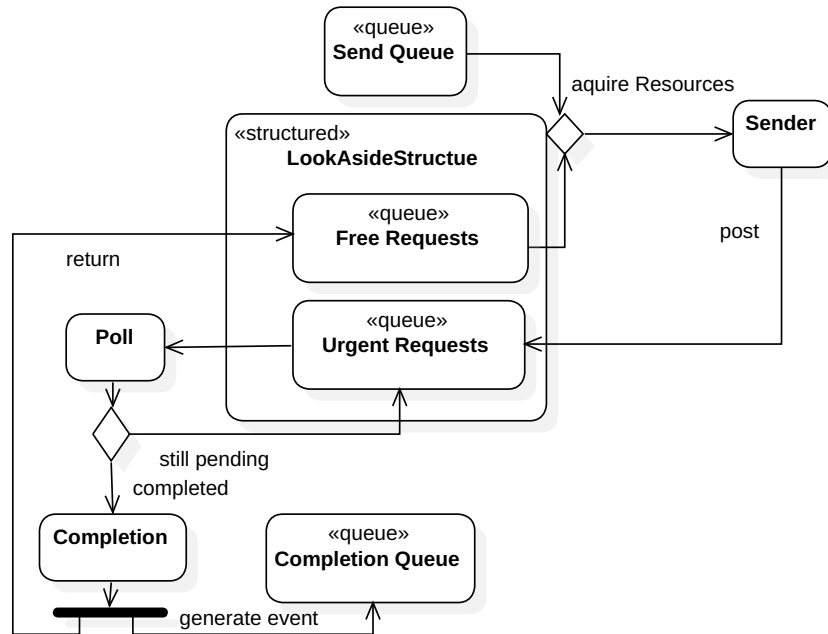 «queue»
Send Queue
aquire Resources
Sender
«structured»
LookAsideStructue
«queue»
Free Requests
post
return
«queue»
Urgent Requests
Poll
still pending
completed
Completion
«queue»
Completion Queue
generate event